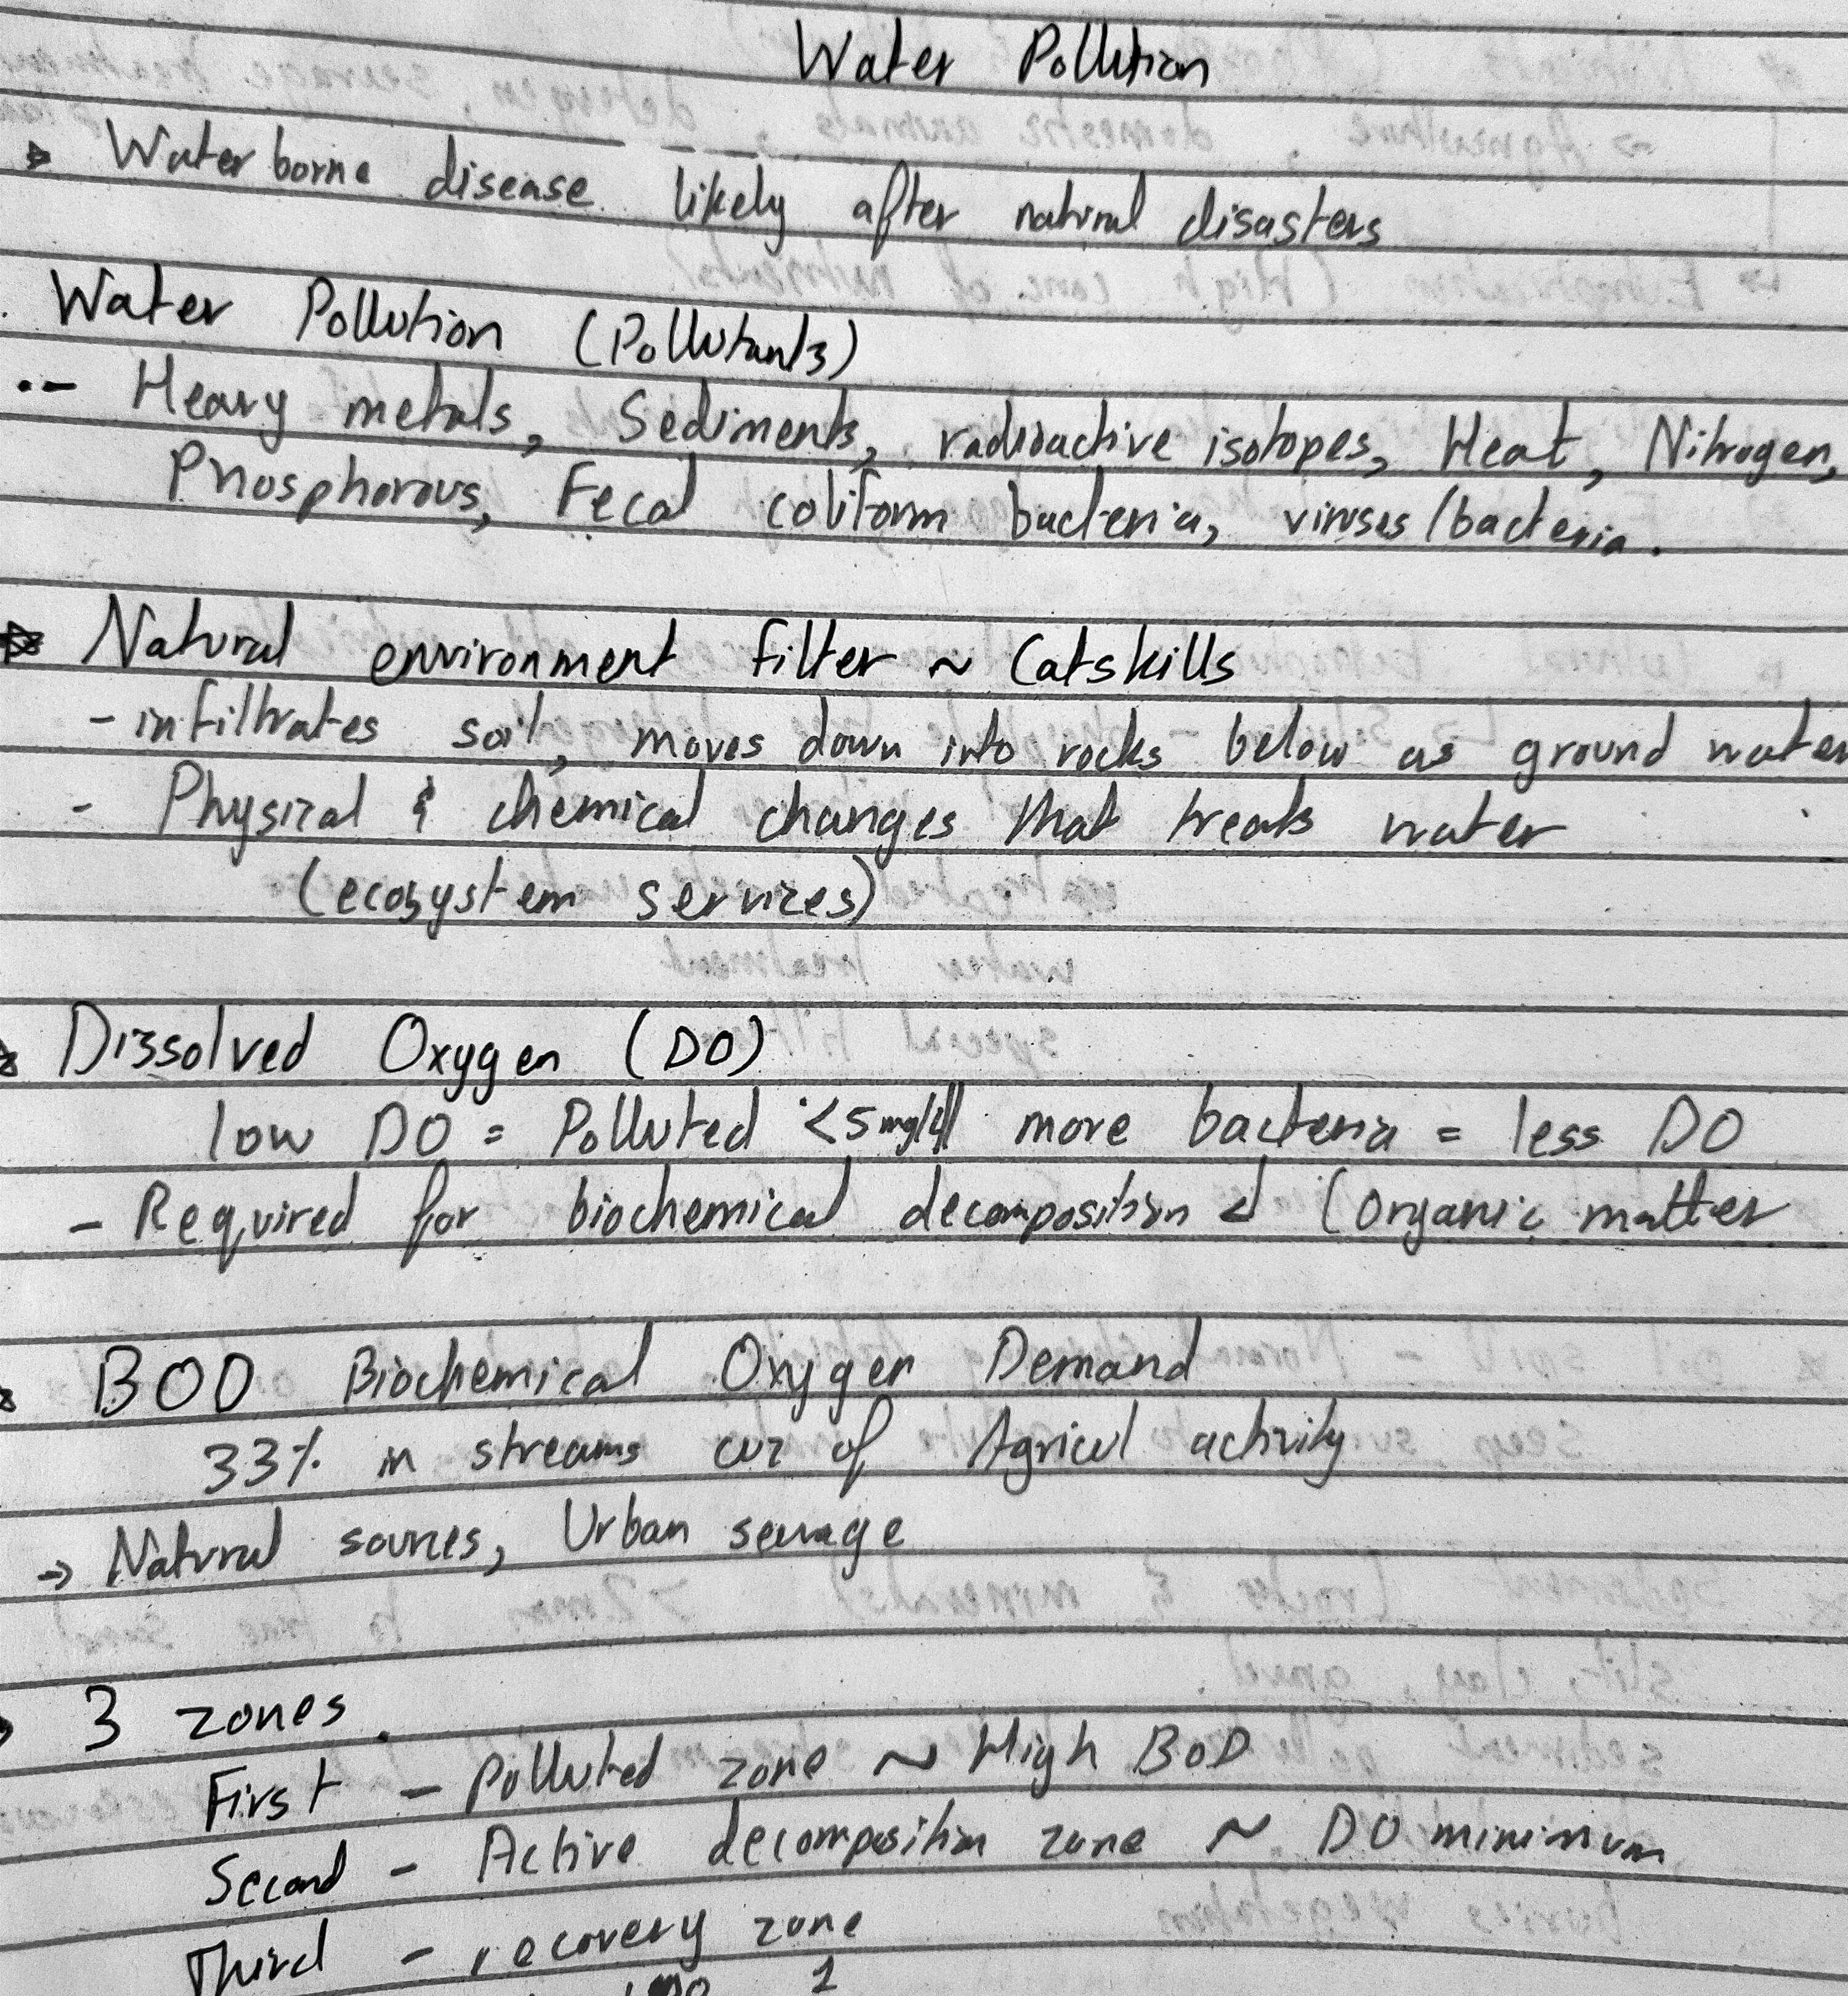 Water Pollution
Waterborne disease likely after natural disasters
Water Pollution (Pollutants)
Heavy metals, Sediments, radioactive isotopes, Heat, Nitrogen,
Phosphorous, Fecal coliform bacteria, viruses/bacteria.
Natural environment filter ~ Catskills
- infiltrates soil, moves down into rocks below as ground water
- Physical & chemical changes that treats water
(ecosystem services)
Dissolved Oxygen (DO)
low DO = Polluted <5mg/l more bacteria = less DO
- Required for biochemical decomposition (Organic matter
BOD Biochemical Oxygen Demand
33% in streams cuz of Agricul activity
→ Natural sources, Urban sewage
3 zones.
First - Polluted zone ~ High BOD
Second - Active decomposition zone ~ DO minimum
Third - recovery zone